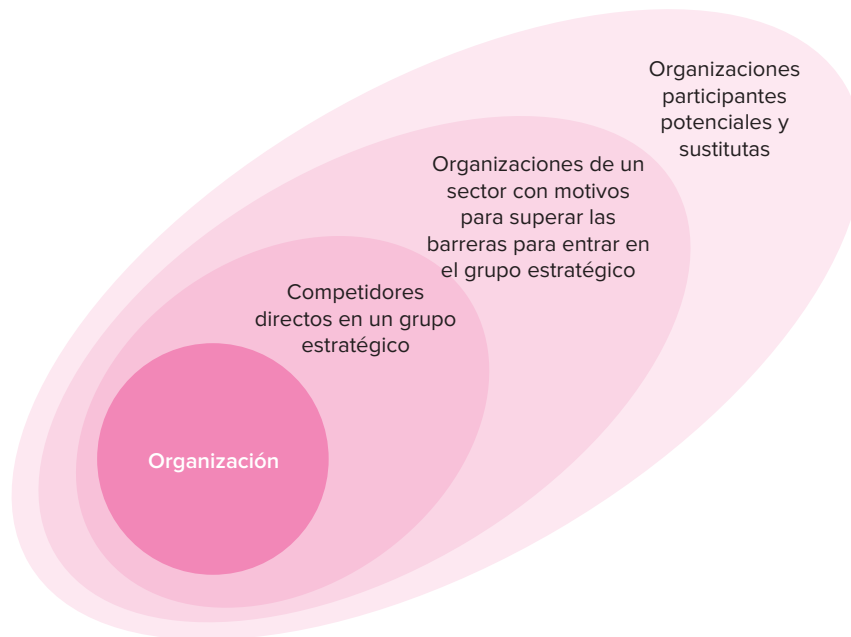 Organizaciones
participantes
potenciales y
sustitutas
Organizaciones de un
sector con motivos
para superar las
barreras para entrar en
el grupo estratégico
Competidores
directos en un grupo
estratégico
Organización